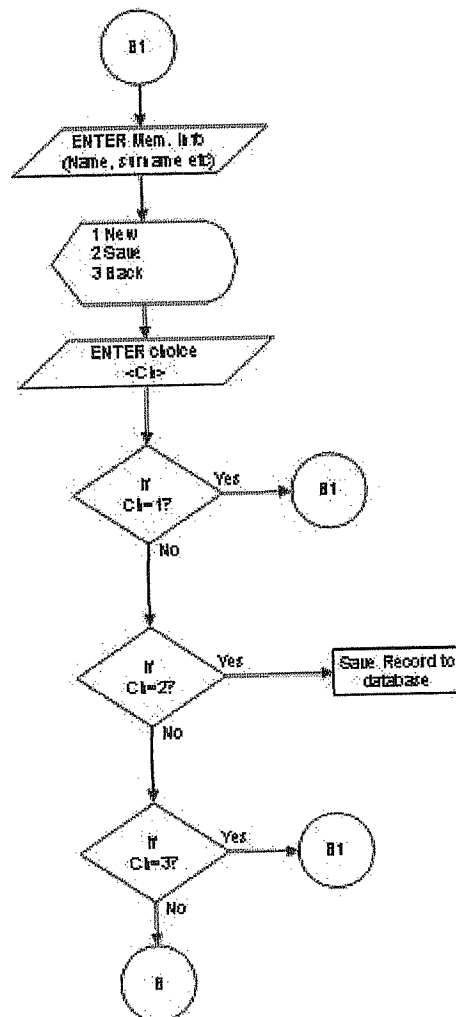 B1
ENTER Mem. Info
(Name, surname etc)
1 New
2 Save
3 Back
ENTER choice
<Ch>
If
Ch=1?
Yes
B1
No
If
Ch=2?
Yes
Save Record to
database
No
If
Ch=3?
Yes
B1
No
B